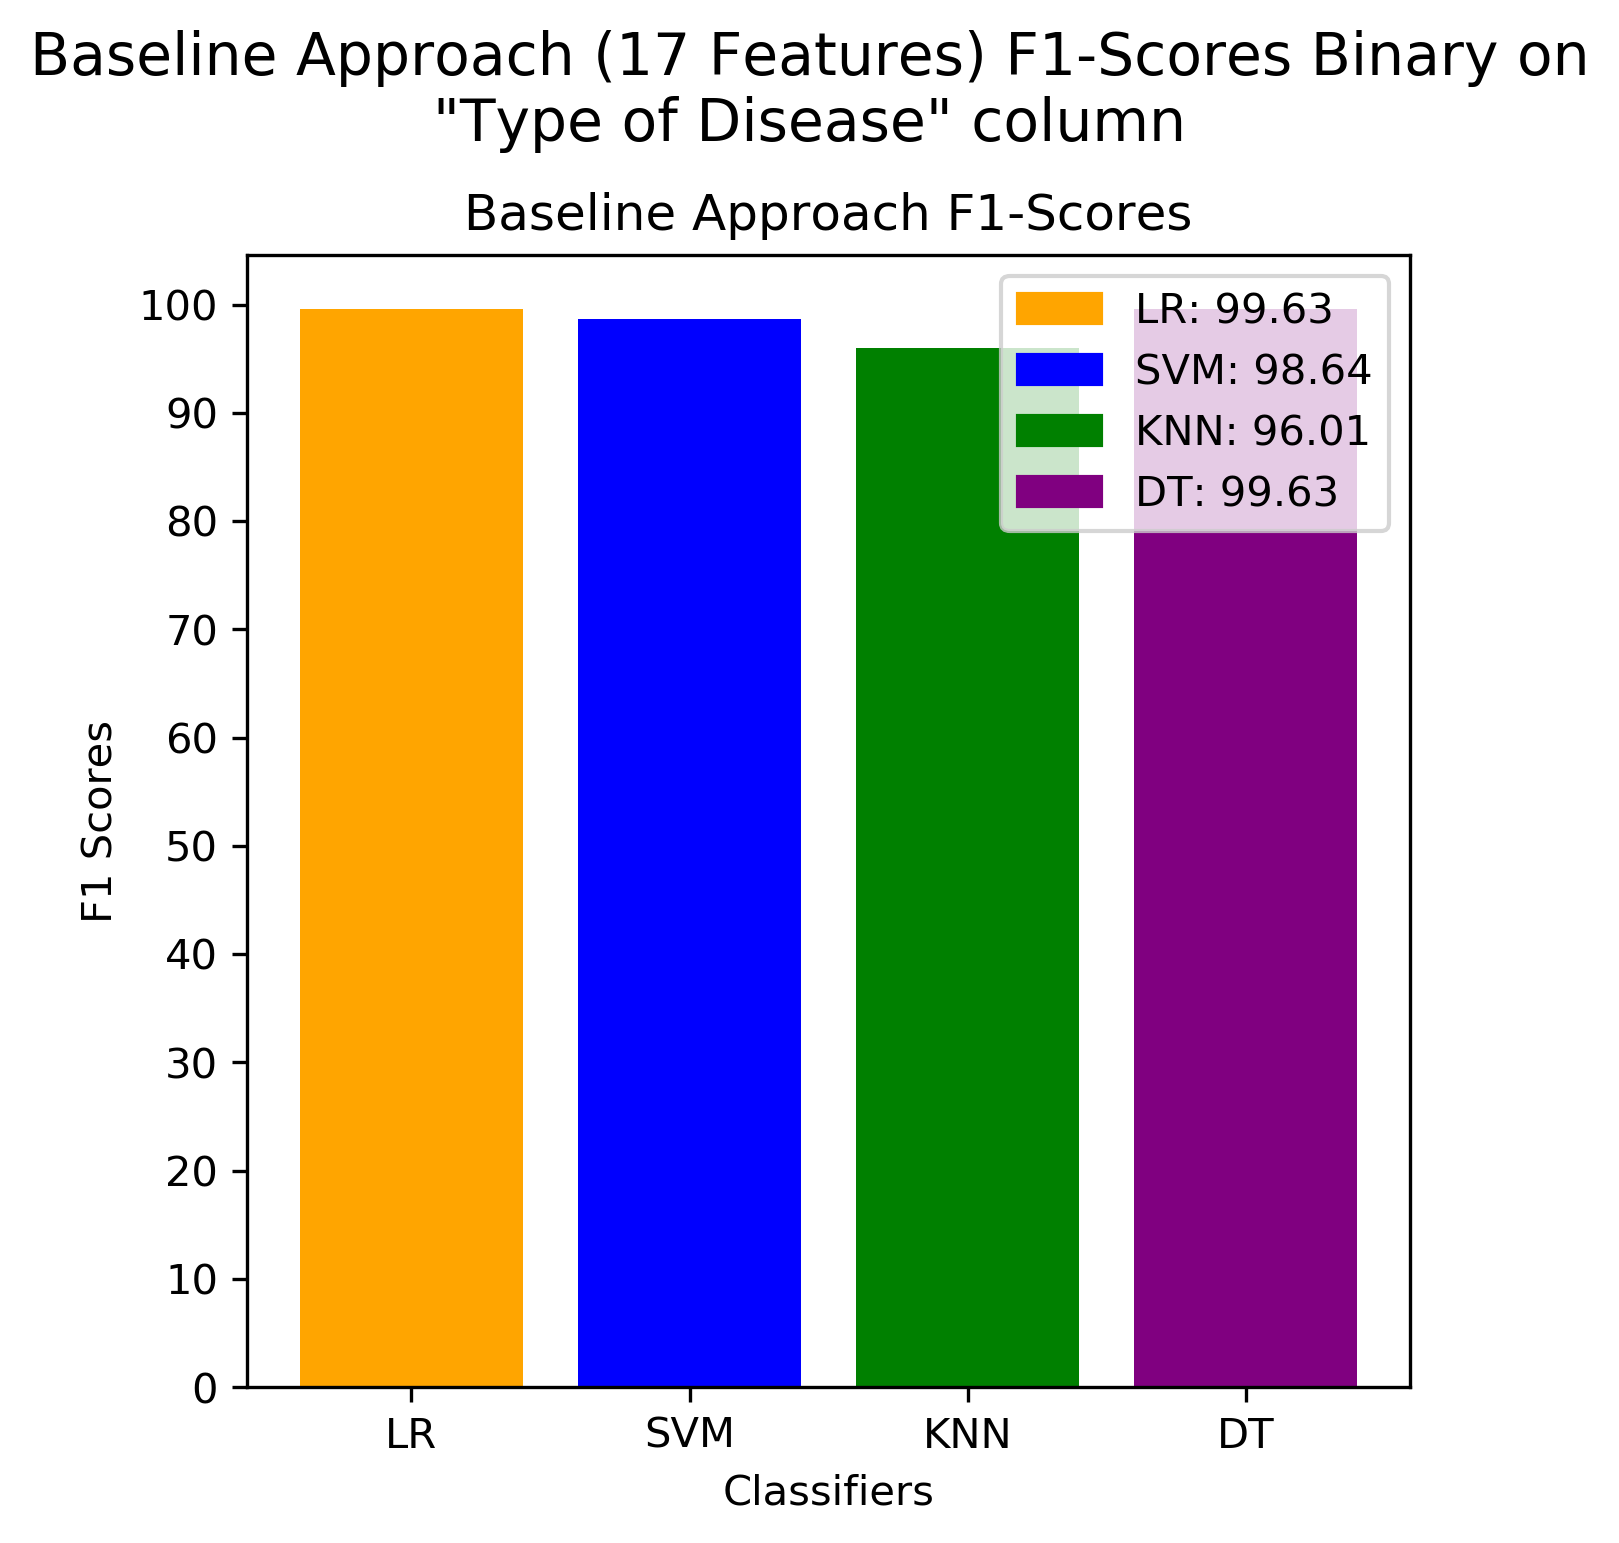 Baseline Approach (17 Features) F1-Scores Binary on
"Type of Disease" column
Baseline Approach F1-Scores
LR: 99.63
SVM: 98.64
KNN: 96.01
DT: 99.63
100
90
80
70
60
50
40
30
20
10
0
F1 Scores
LR
SVM
KNN
DT
Classifiers